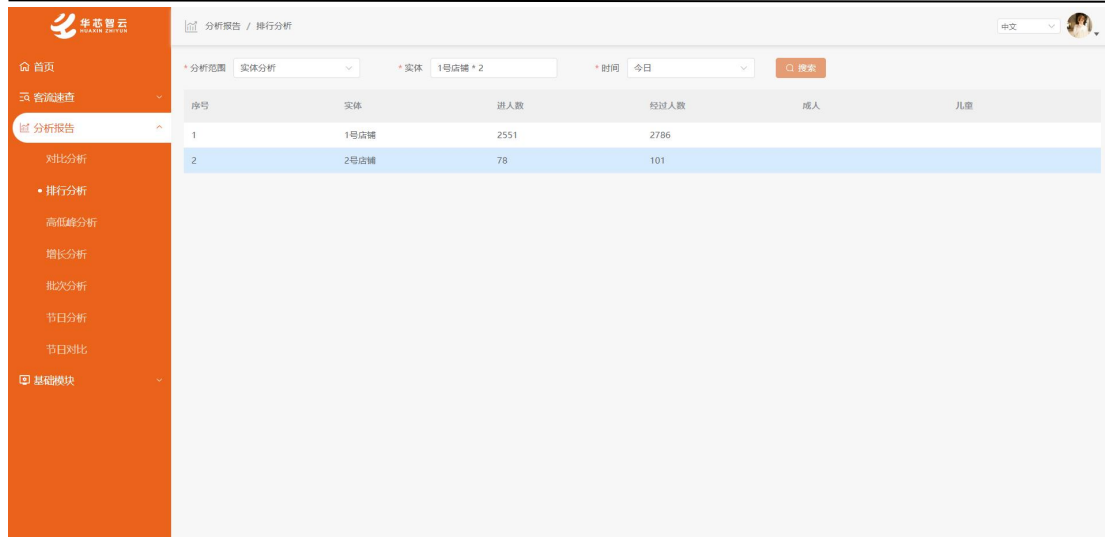 华芯智云
HUAXIN ZHIYUN
分析报告 / 排行分析
中文
首页
客流速查
分析报告
对比分析
排行分析
高低峰分析
增长分析
批次分析
节日分析
节日对比
基础模块
* 分析范围 实体分析 * 实体 1号店铺 * 2 * 时间 今日 搜索
序号 实体 进人数 经过人数 成人 儿童
1 1号店铺 2551 2786
2 2号店铺 78 101